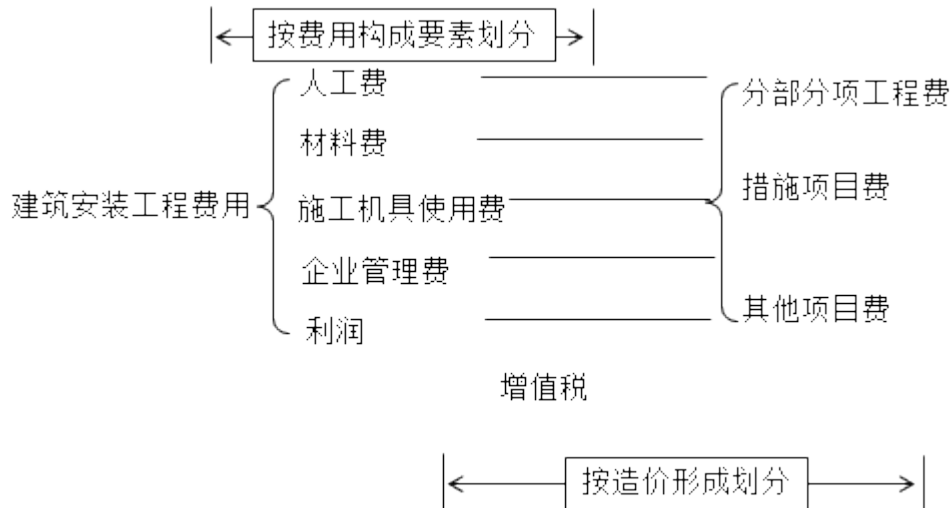 按费用构成要素划分
人工费
分部分项工程费
材料费
建筑安装工程费用
措施项目费
施工机具使用费
企业管理费
其他项目费
利润
增值税
按造价形成划分